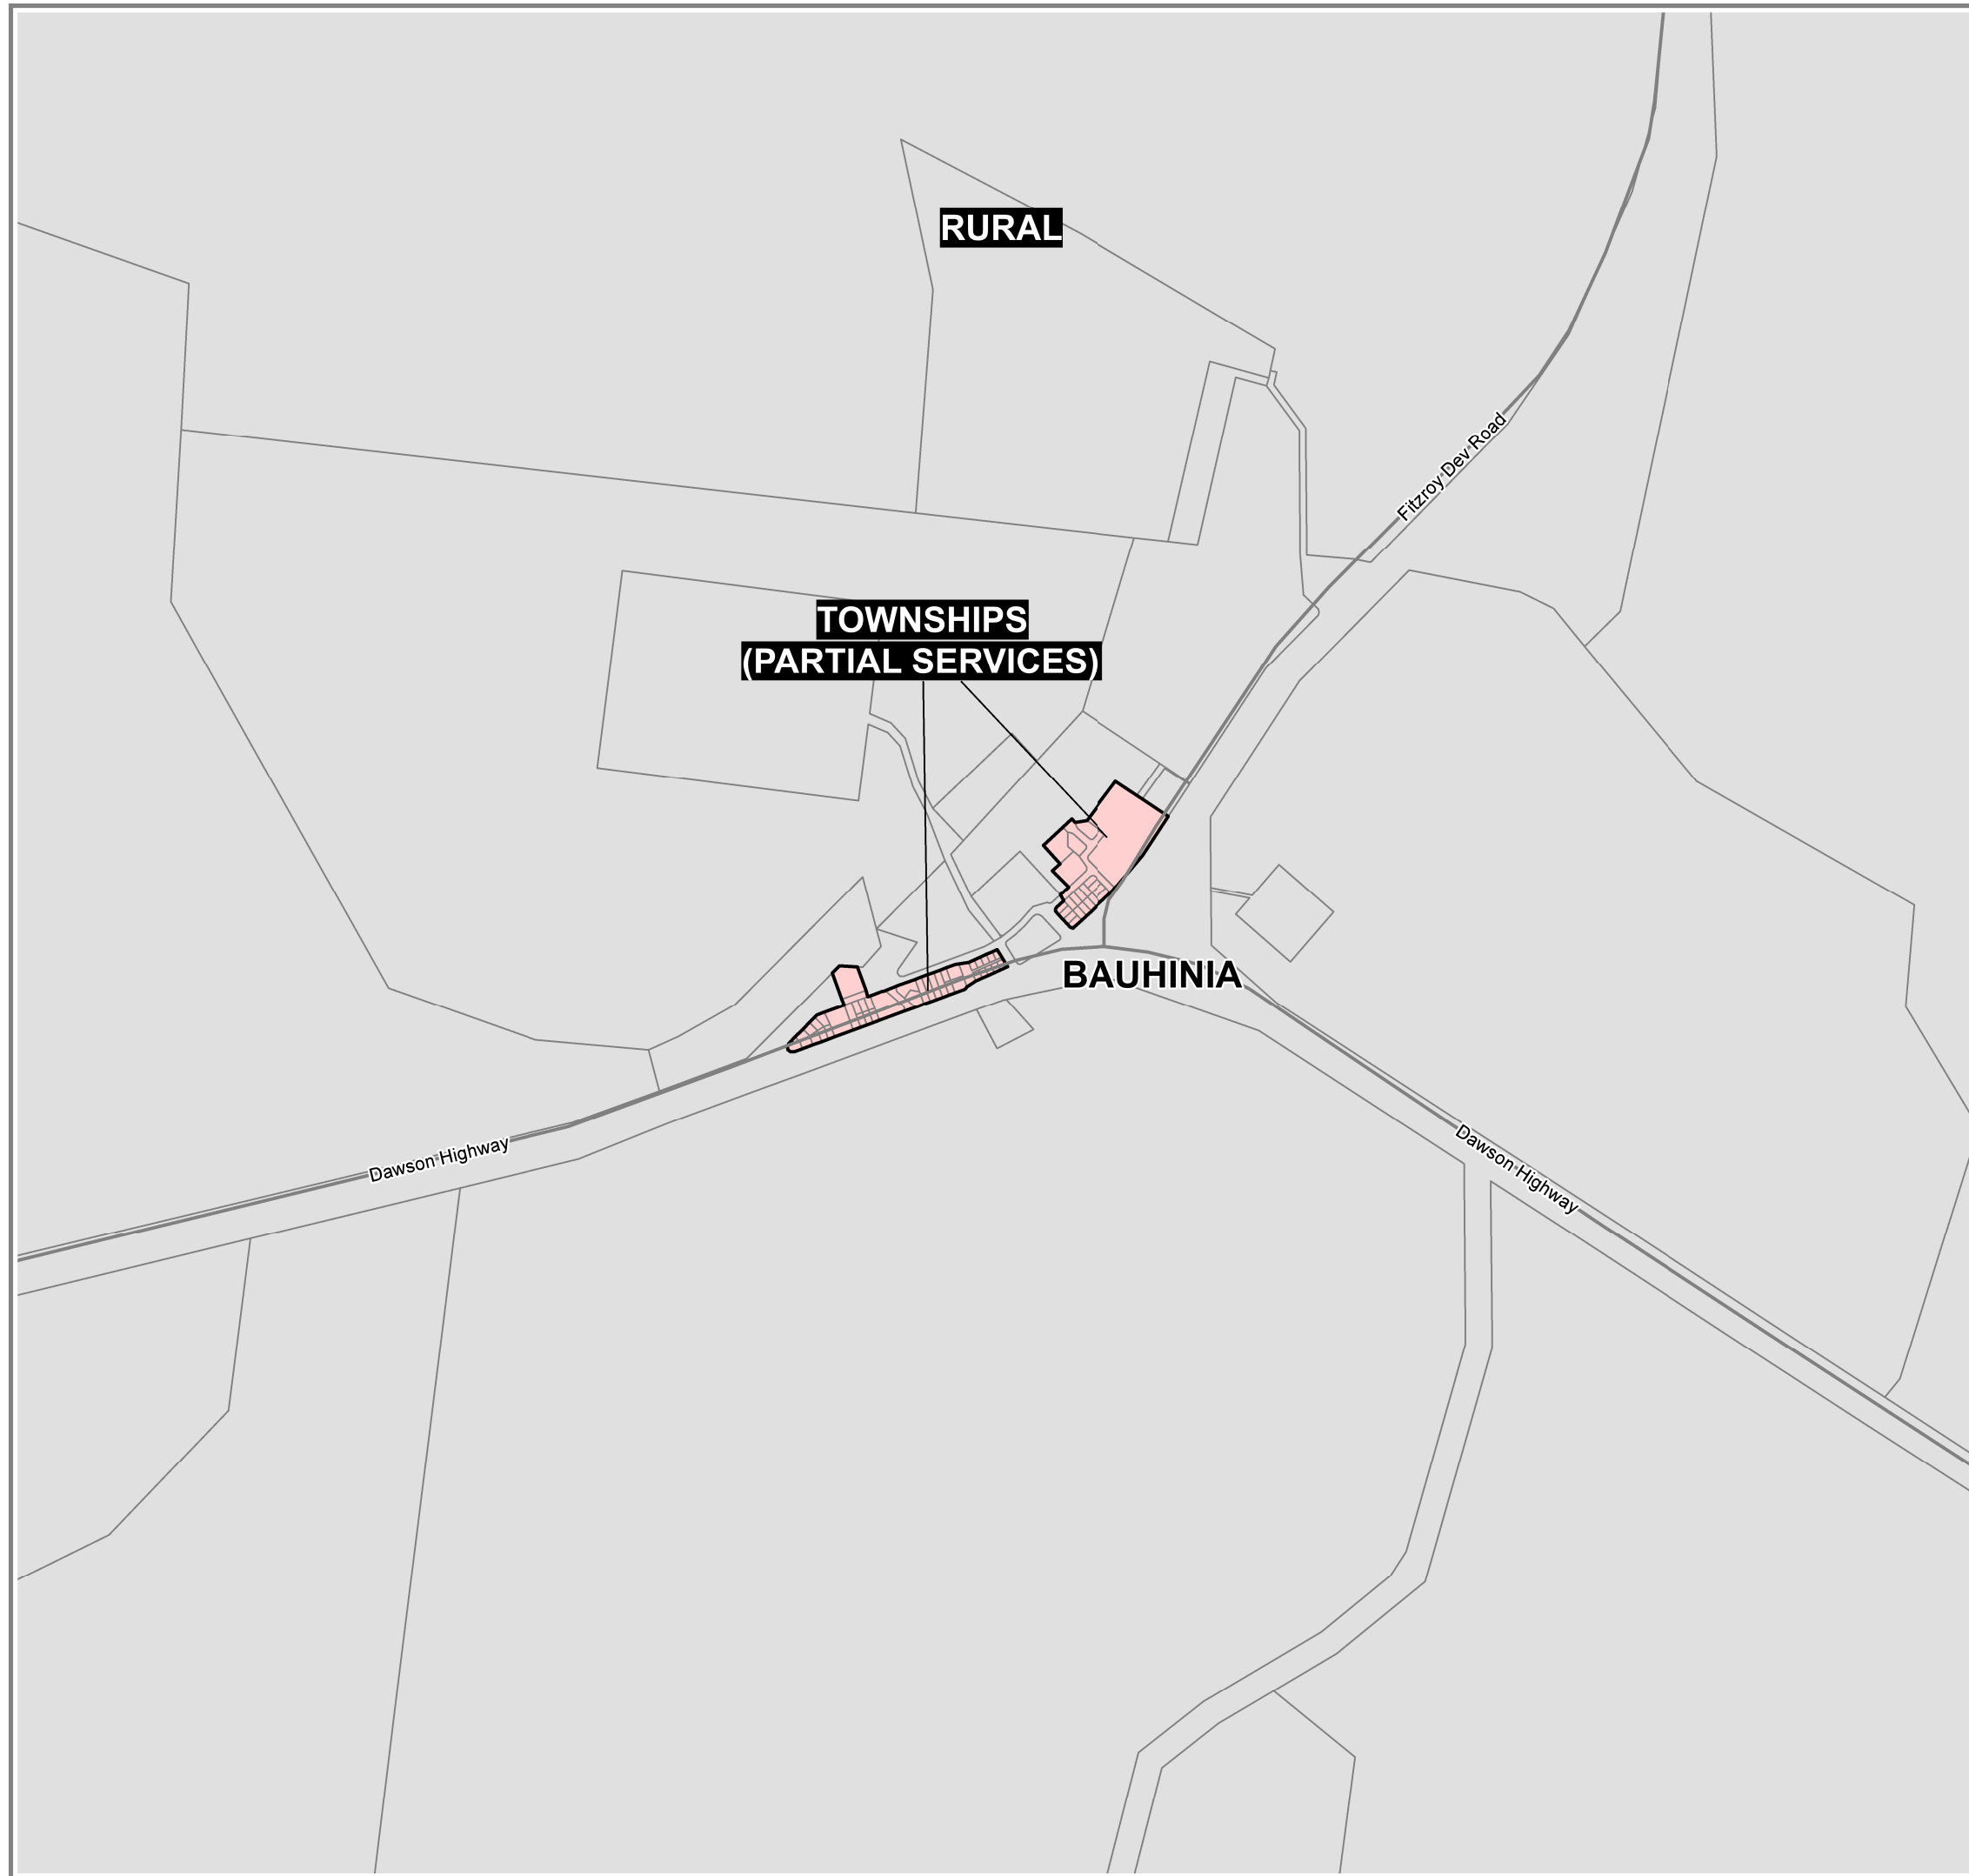 RURAL
Fitzroy Dev Road
TOWNSHIPS
(PARTIAL SERVICES)
BAUHINIA
Dawson Highway
Dawson Highway